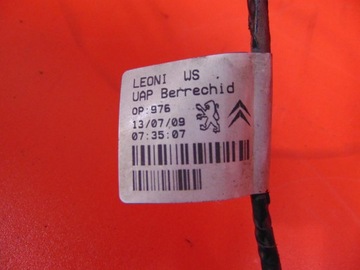 LEONI WS .
UAP Berrechid
OP:976
13/07/09
07:35:07